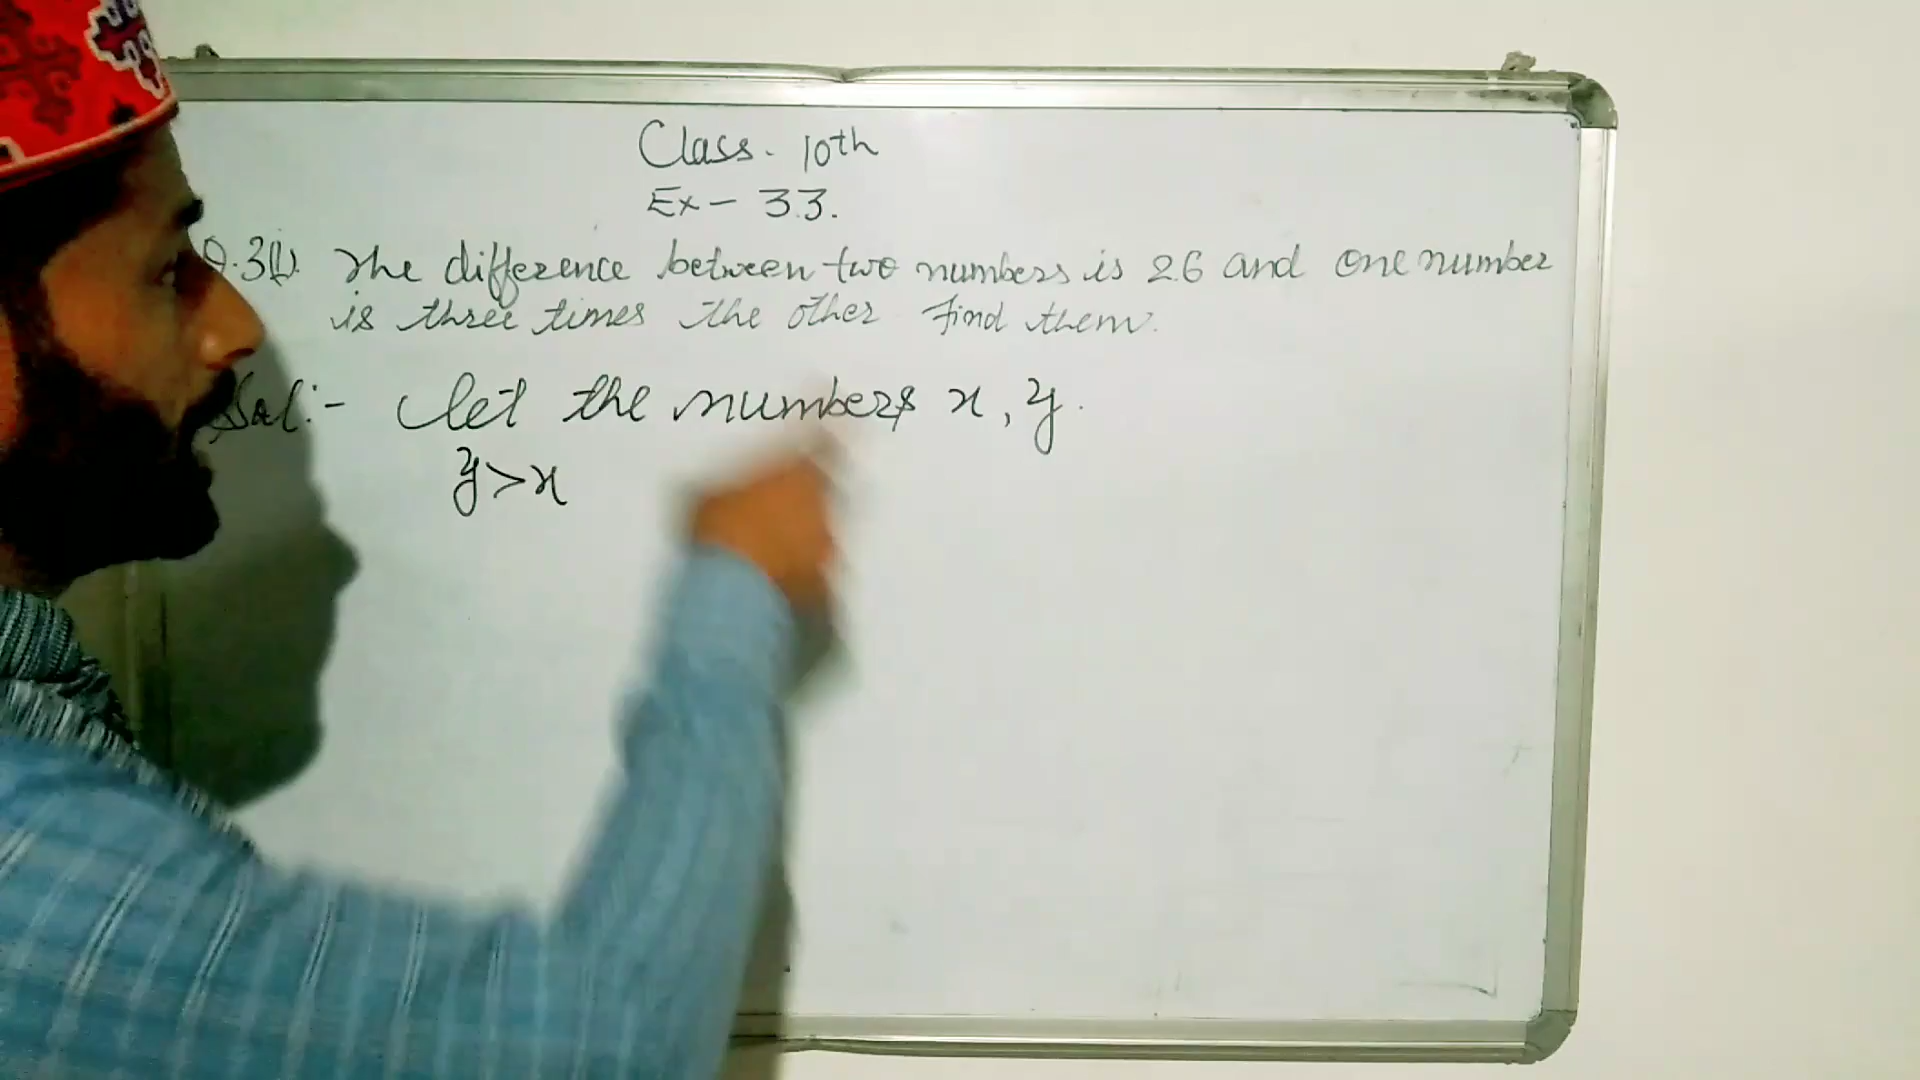 Class. 10th
Ex - 3.3.
Q.3(1). The difference between two numbers is 26 and one number
is three times the other find them.
Sol:- let the numbers x, y.
y>x